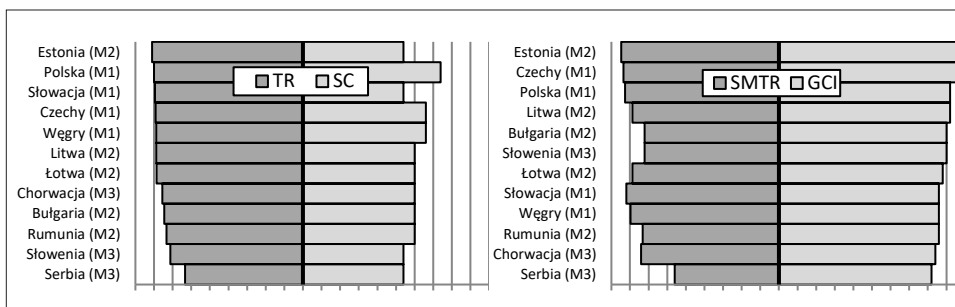 Estonia (M2)
Polska (M1)
Słowacja (M1)
Czechy (M1)
Węgry (M1)
Litwa (M2)
Łotwa (M2)
Chorwacja (M3)
Bułgaria (M2)
Rumunia (M2)
Słowenia (M3)
Serbia (M3)
TR SC
Estonia (M2)
Czechy (M1)
Polska (M1)
Litwa (M2)
Bułgaria (M2)
Słowenia (M3)
Łotwa (M2)
Słowacja (M1)
Węgry (M1)
Rumunia (M2)
Chorwacja (M3)
Serbia (M3)
SMTR GCI